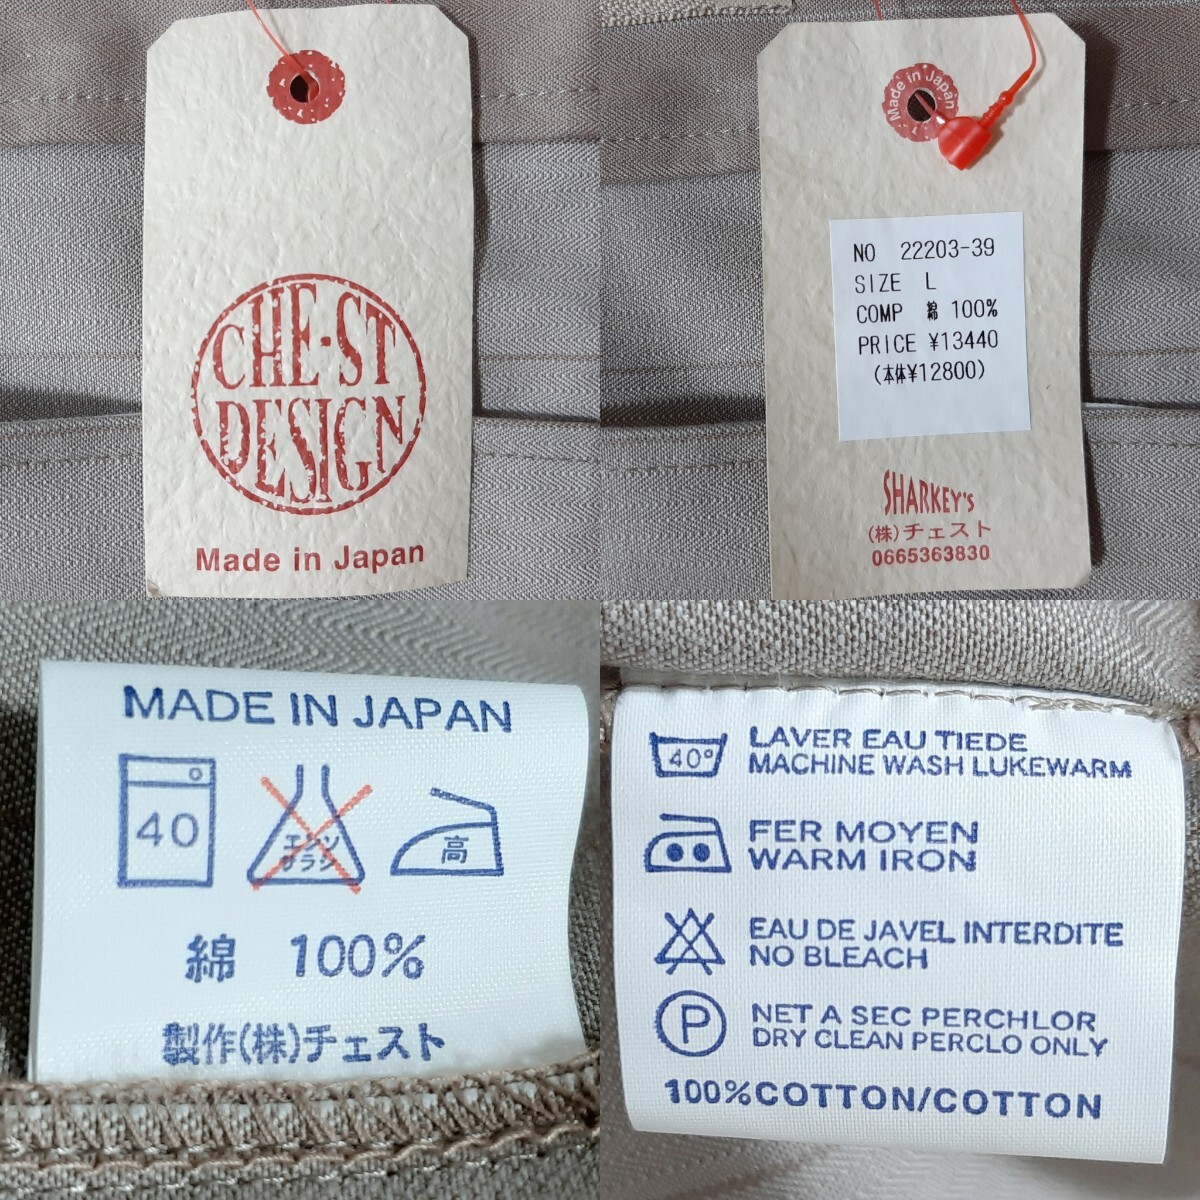 CHE-ST
DESIGN
Made in Japan
Made in Japan
NO 22203-39
SIZE L
COMP 綿 100%
PRICE ¥13440
(本体¥12800)
SHARKEY's
(株)チェスト
0665363830
MADE IN JAPAN
40
エンソ
サラシ
高
綿 100%
製作(株)チェスト
40°
LAVER EAU TIEDE
MACHINE WASH LUKEWARM
FER MOYEN
WARM IRON
EAU DE JAVEL INTERDITE
NO BLEACH
P
NET A SEC PERCHLOR
DRY CLEAN PERCLO ONLY
100%COTTON/COTTON